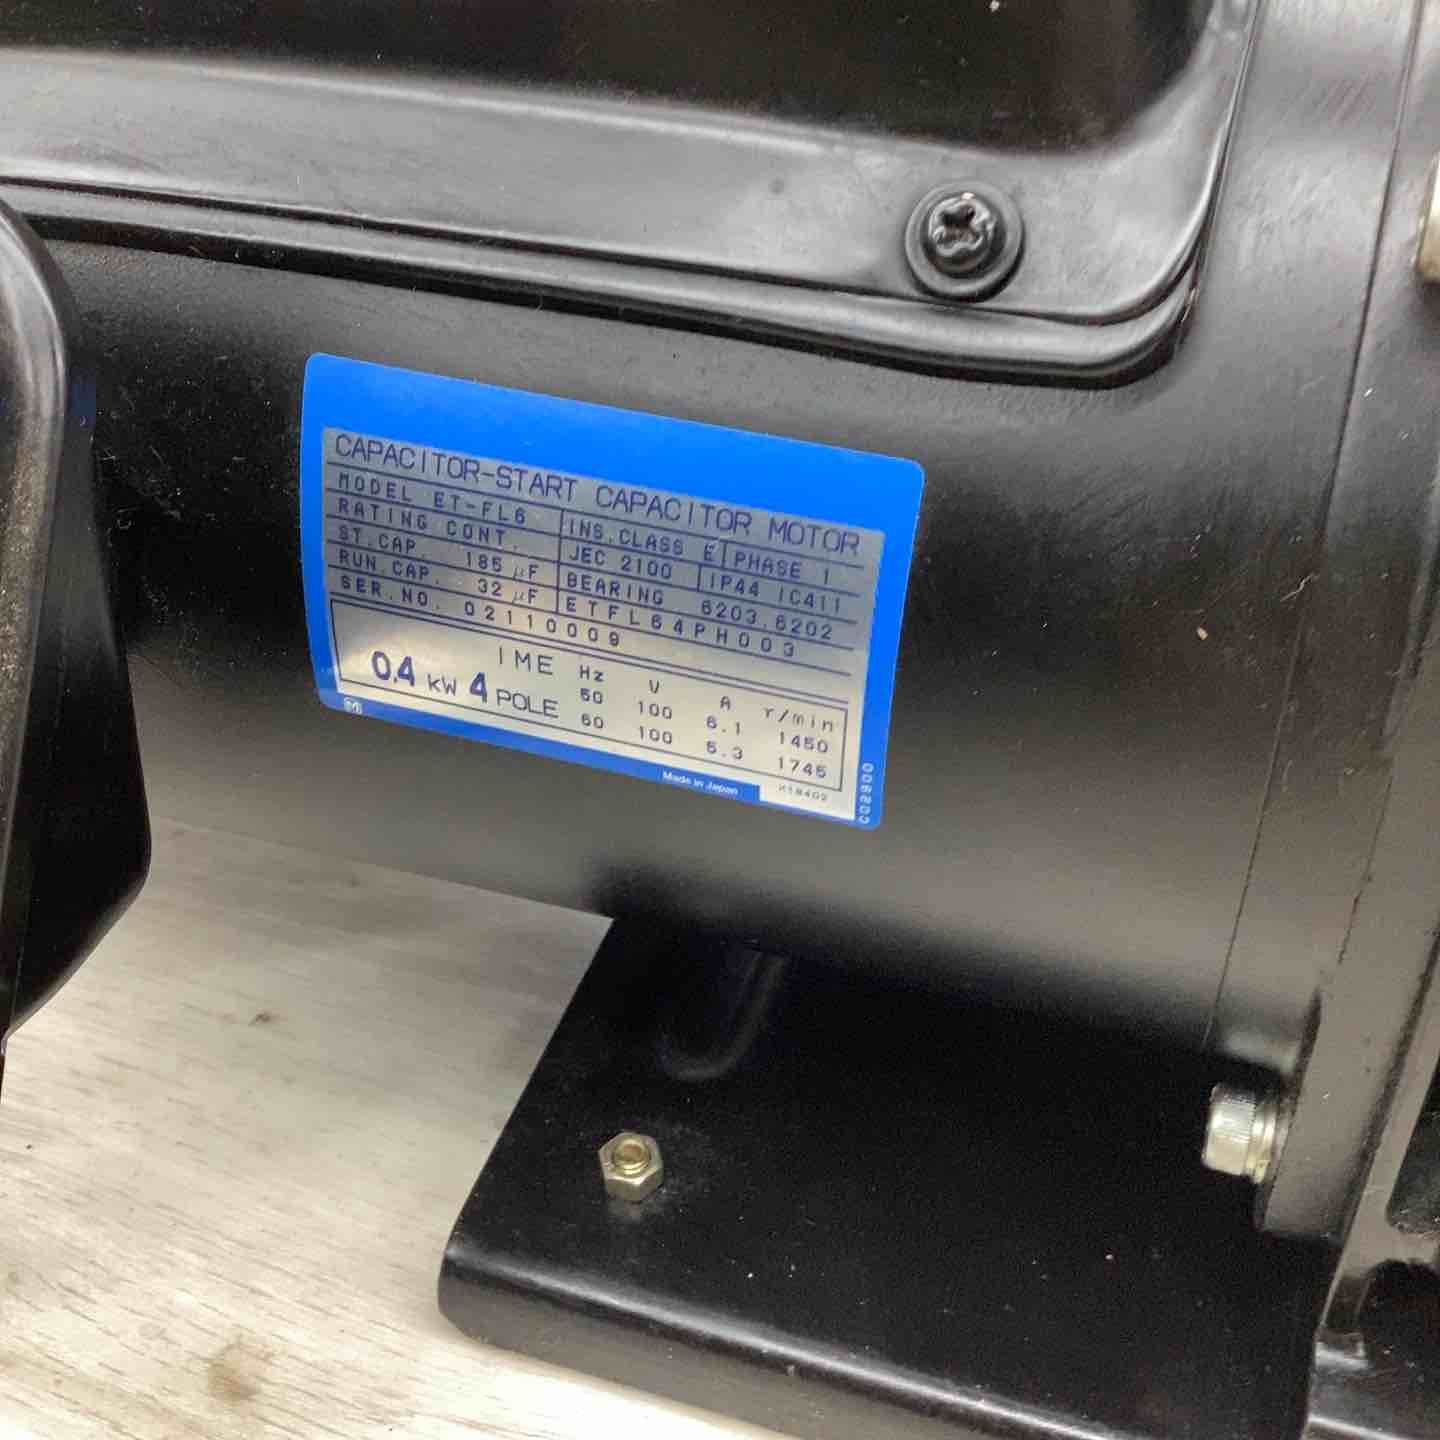 CAPACITOR-START CAPACITOR MOTOR
MODEL ET-FL6 INS.CLASS E PHASE 1
RATING CONT. JEC 2100 IP44 IC411
ST.CAP. 185 μF BEARING 6203.6202
RUN.CAP. 32 μF ETFL64PH003
SER.NO. 02110009
IME Hz V A r/min
0.4 KW 4 POLE 50 100 6.1 1450
60 100 5.3 1745
M Made in Japan K18402